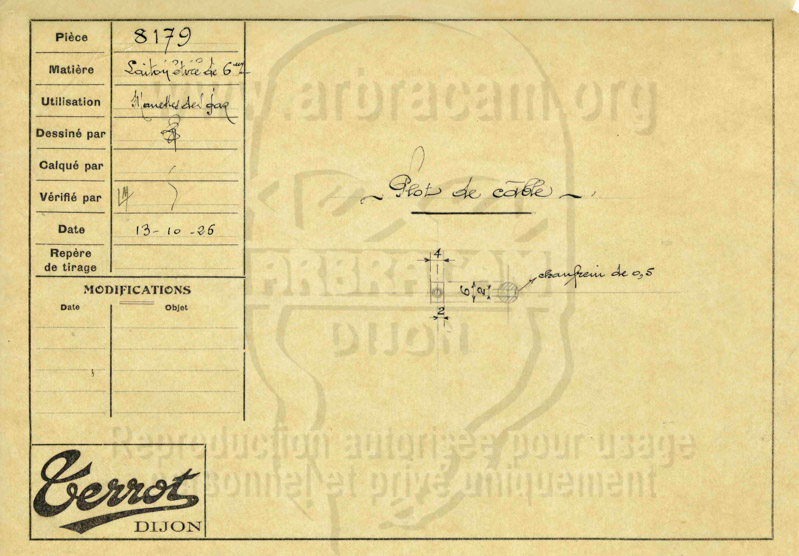 Pièce 8179
Matière Laiton étiré de 6 m/m
Utilisation Manettes de gaz
Dessiné par
Calqué par
Vérifié par
Date 13-10-26
Repère
de tirage
MODIFICATIONS
Date Objet
Plot de câble
4
6 2
chanfrein de 0,5
2
www.arbracam.org
ARBRACAM
DIJON
Reproduction autorisée pour usage
personnel et privé uniquement
Terrot
DIJON